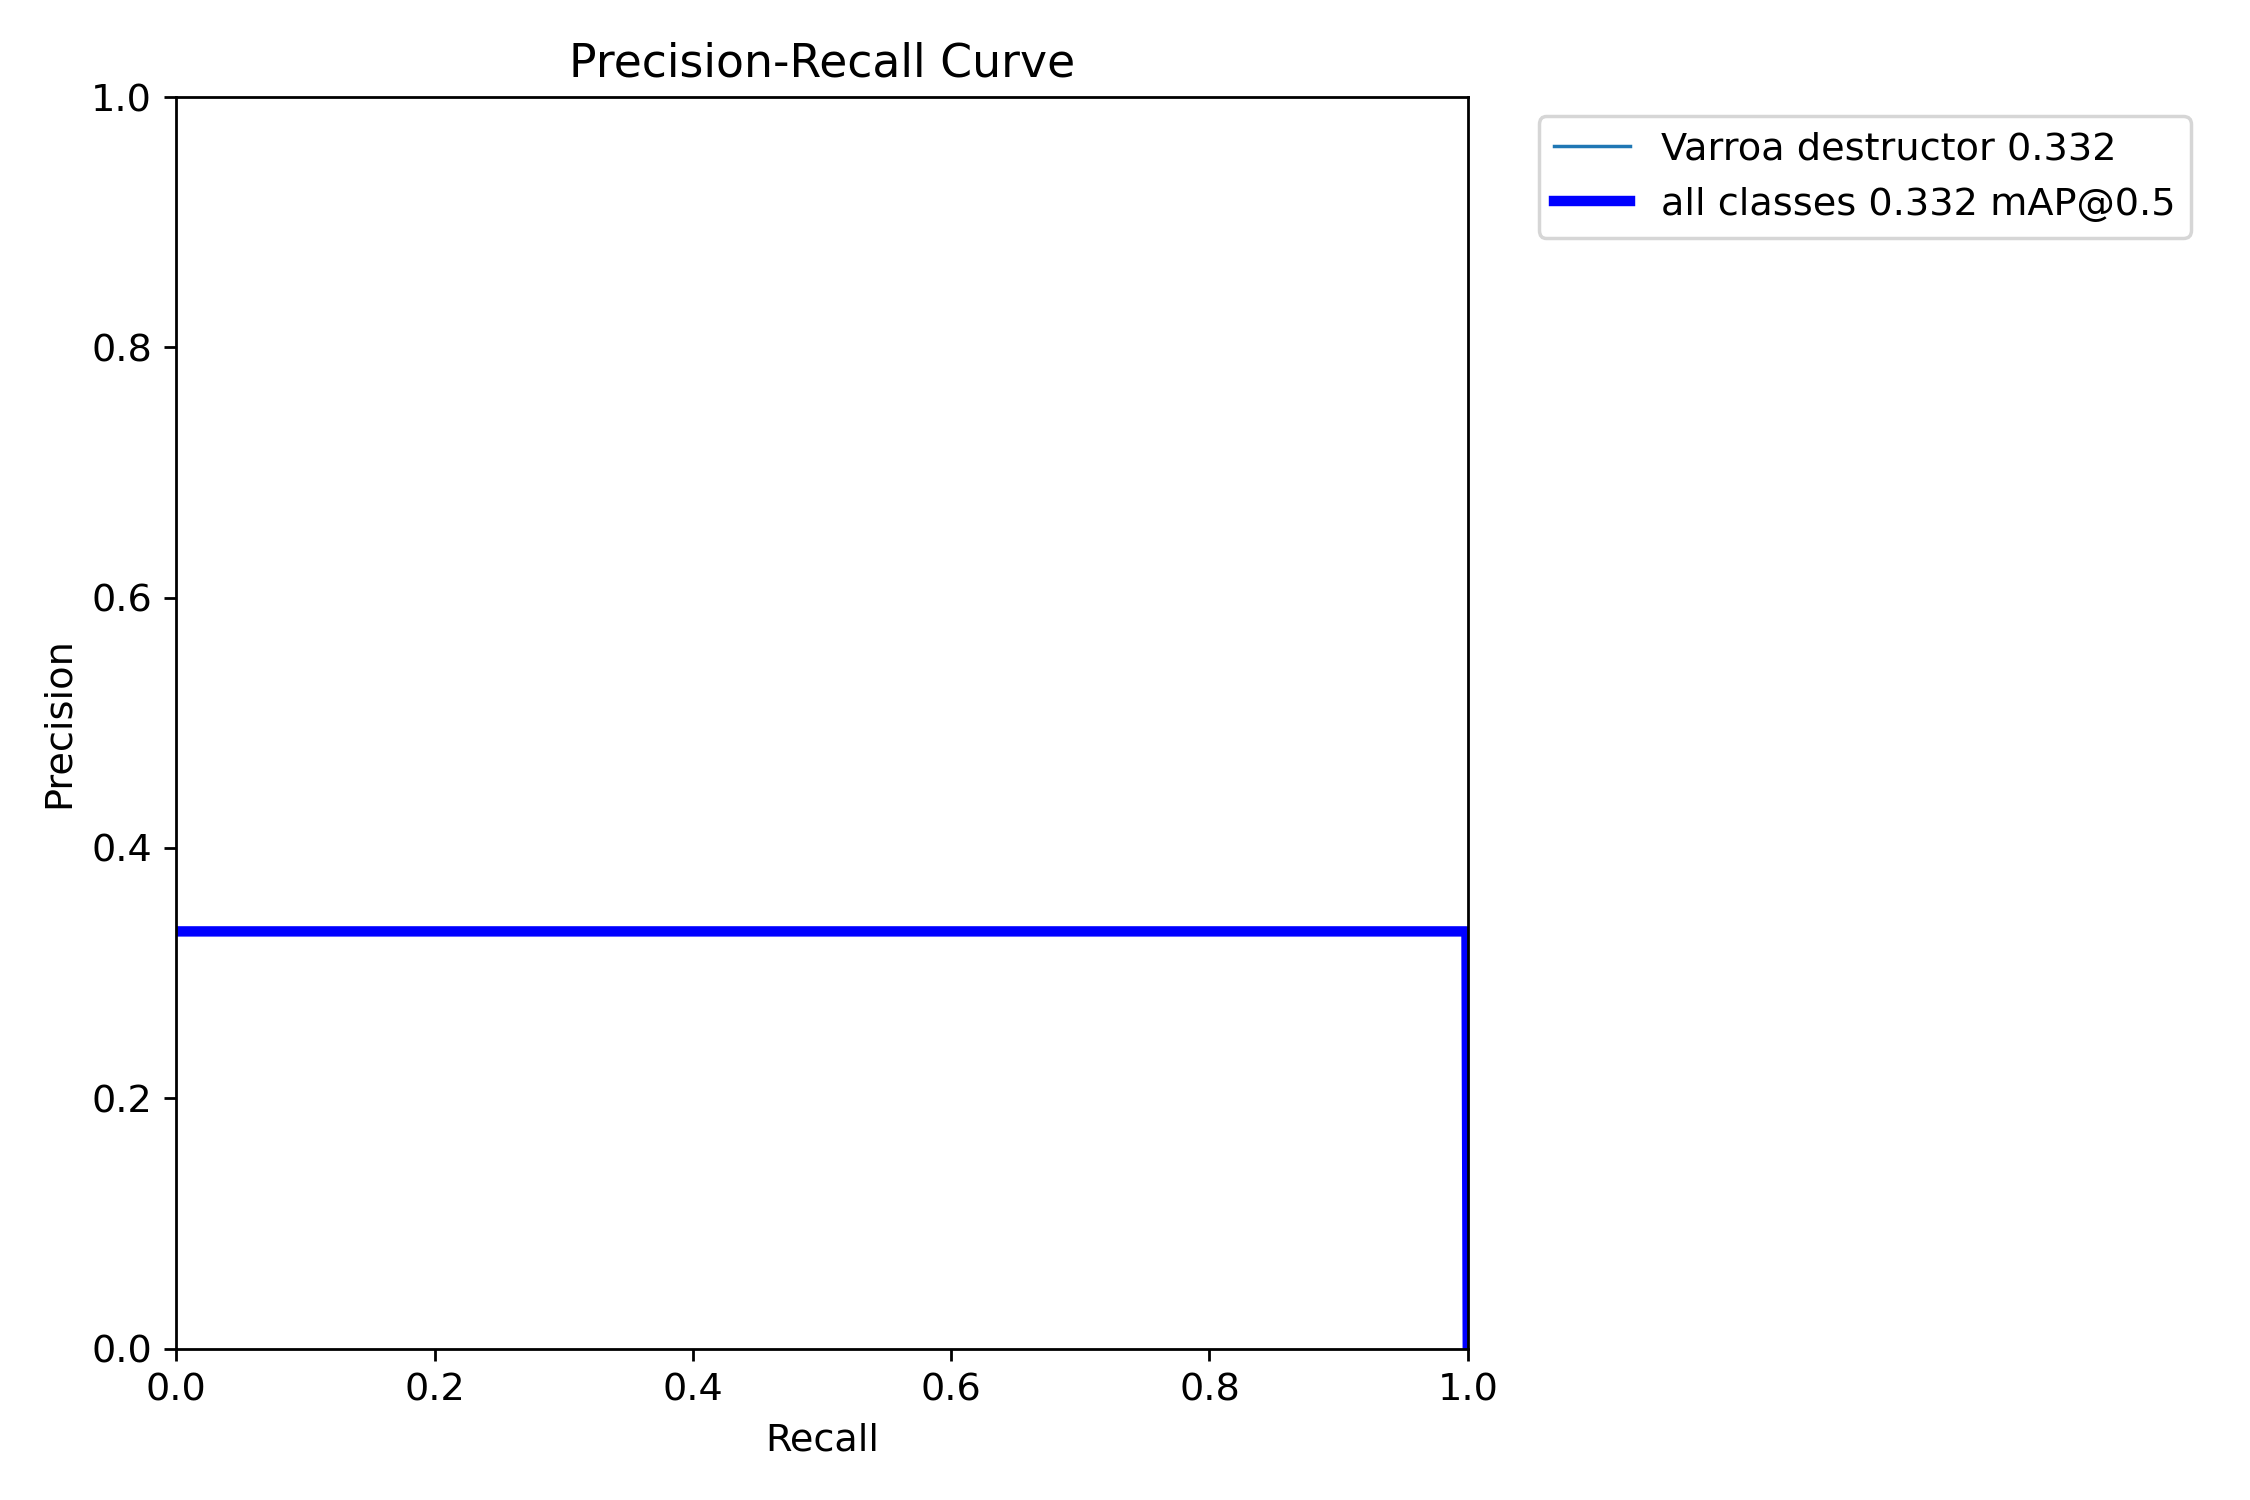 Precision-Recall Curve
Varroa destructor 0.332
all classes 0.332 mAP@0.5
1.0
0.8
0.6
0.4
0.2
0.0
Precision
0.0 0.2 0.4 0.6 0.8 1.0
Recall